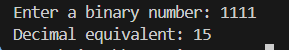 Enter a binary number: 1111
Decimal equivalent: 15